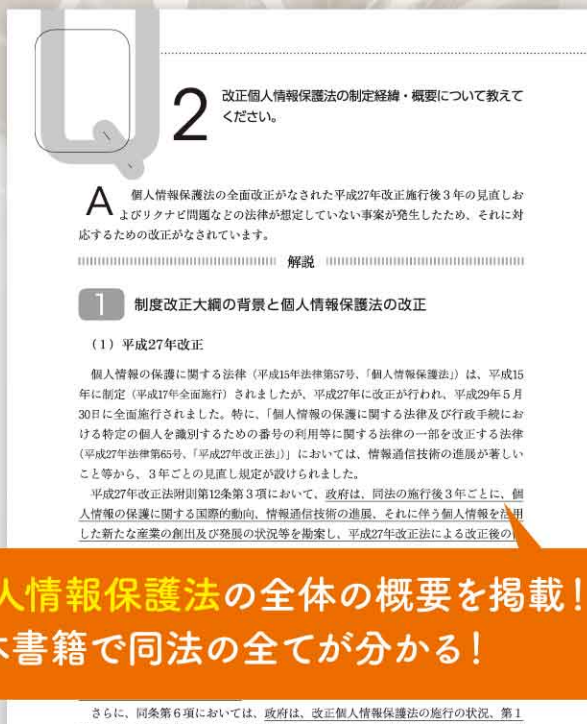 Q
2
改正個人情報保護法の制定経緯・概要について教えて
ください。
A 個人情報保護法の全面改正がなされた平成27年改正施行後3年の見直しお
よびリクナビ問題などの法律が想定していない事案が発生したため、それに対
応するための改正がなされています。
解説
1 制度改正大綱の背景と個人情報保護法の改正
(1)平成27年改正
個人情報の保護に関する法律(平成15年法律第57号、「個人情報保護法」)は、平成15
年に制定(平成17年全面施行)されましたが、平成27年に改正が行われ、平成29年5月
30日に全面施行されました。特に、「個人情報の保護に関する法律及び行政手続にお
ける特定の個人を識別するための番号の利用等に関する法律の一部を改正する法律
(平成27年法律第65号、「平成27年改正法」)」においては、情報通信技術の進展が著しい
こと等から、3年ごとの見直し規定が設けられました。
平成27年改正法附則第12条第3項において、政府は、同法の施行後3年ごとに、個
人情報の保護に関する国際的動向、情報通信技術の進展、それに伴う個人情報を活用
した新たな産業の創出及び発展の状況等を勘案し、平成27年改正法による改正後の
人情報保護法の全体の概要を掲載!
本書籍で同法の全てが分かる!
さらに、同条第6項においては、政府は、改正個人情報保護法の施行の状況、第1